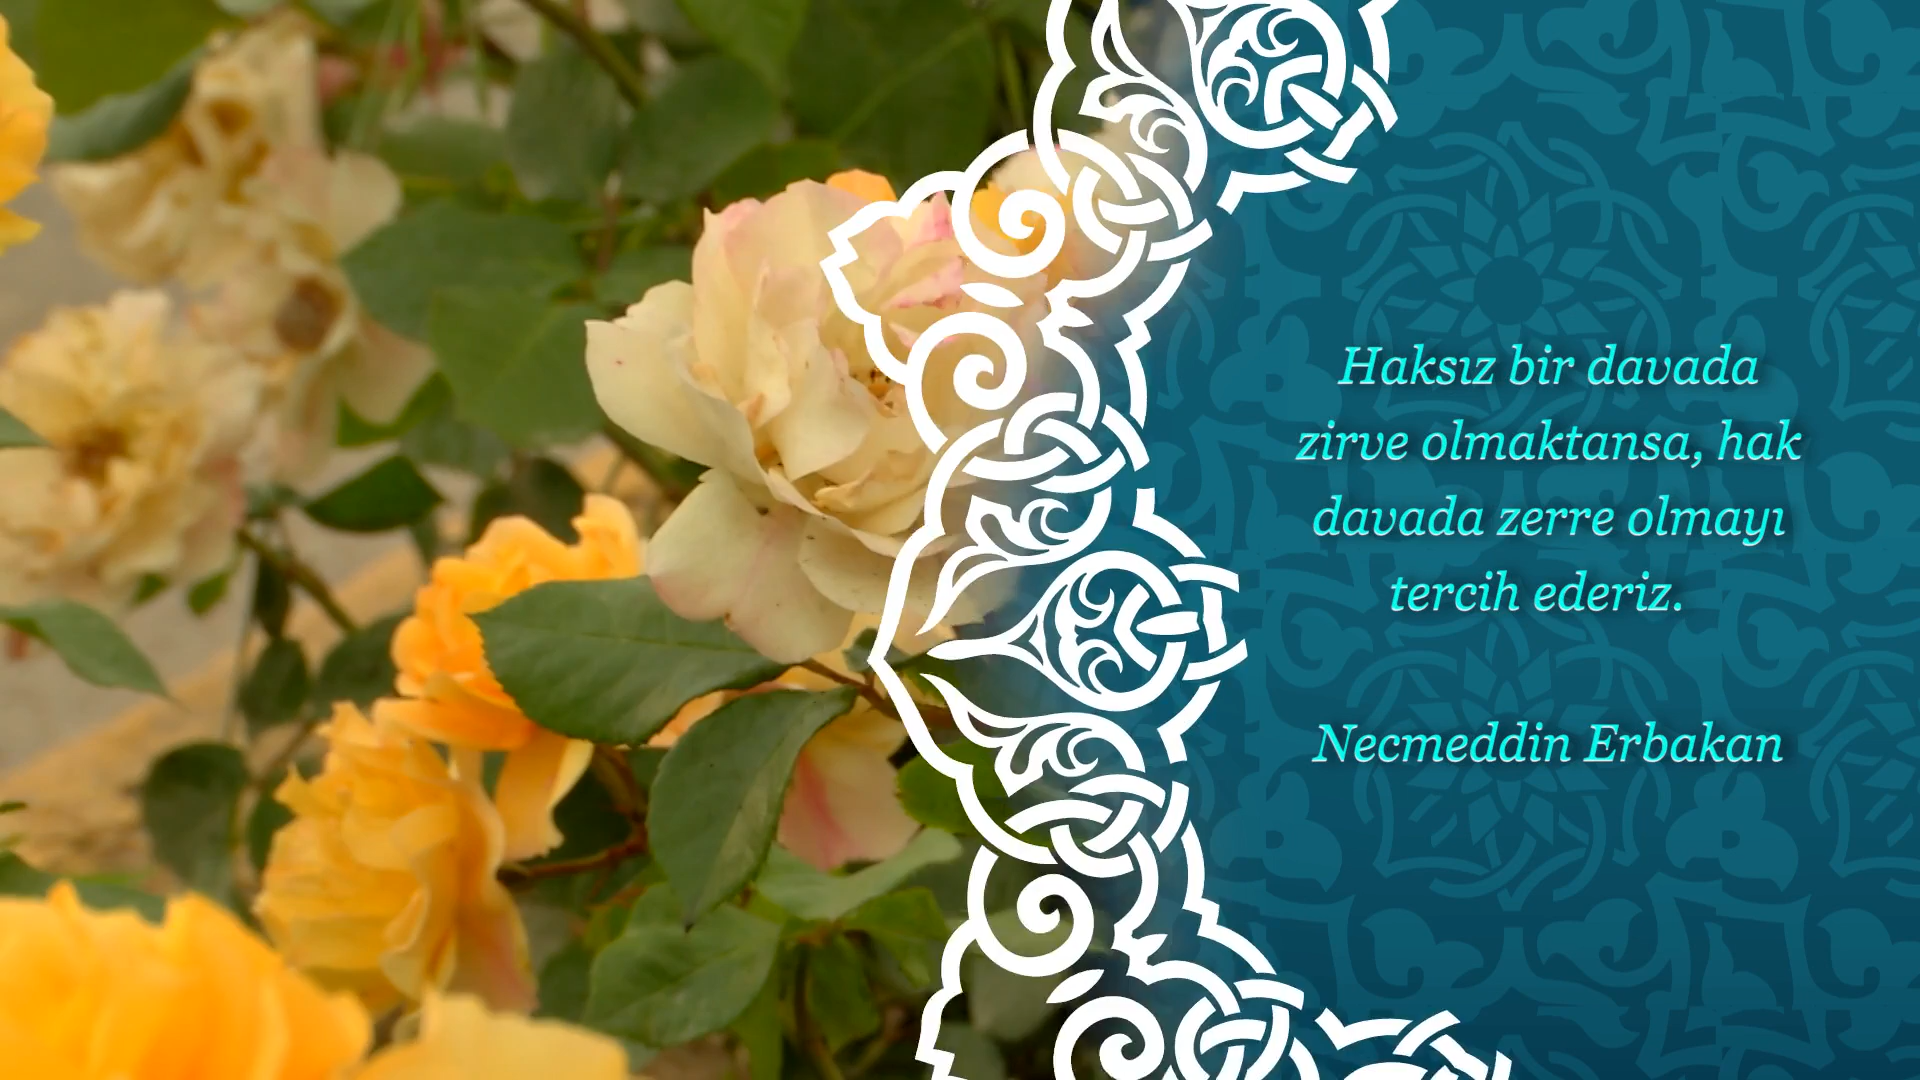 Haksız bir davada
zirve olmaktansa, hak
davada zerre olmayı
tercih ederiz.
Necmeddin Erbakan